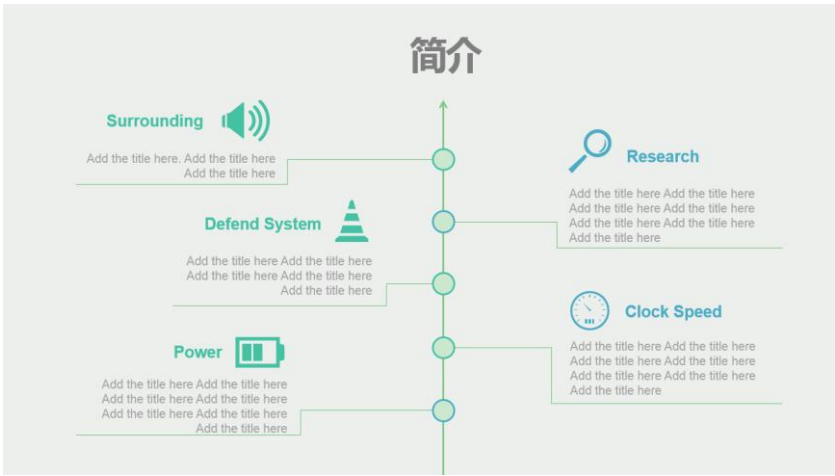 简介
Surrounding
Add the title here. Add the title here
Add the title here
Research
Add the title here Add the title here
Add the title here Add the title here
Add the title here Add the title here
Add the title here
Defend System
Add the title here Add the title here
Add the title here Add the title here
Add the title here
Clock Speed
Add the title here Add the title here
Add the title here Add the title here
Add the title here Add the title here
Add the title here
Power
Add the title here Add the title here
Add the title here Add the title here
Add the title here Add the title here
Add the title here